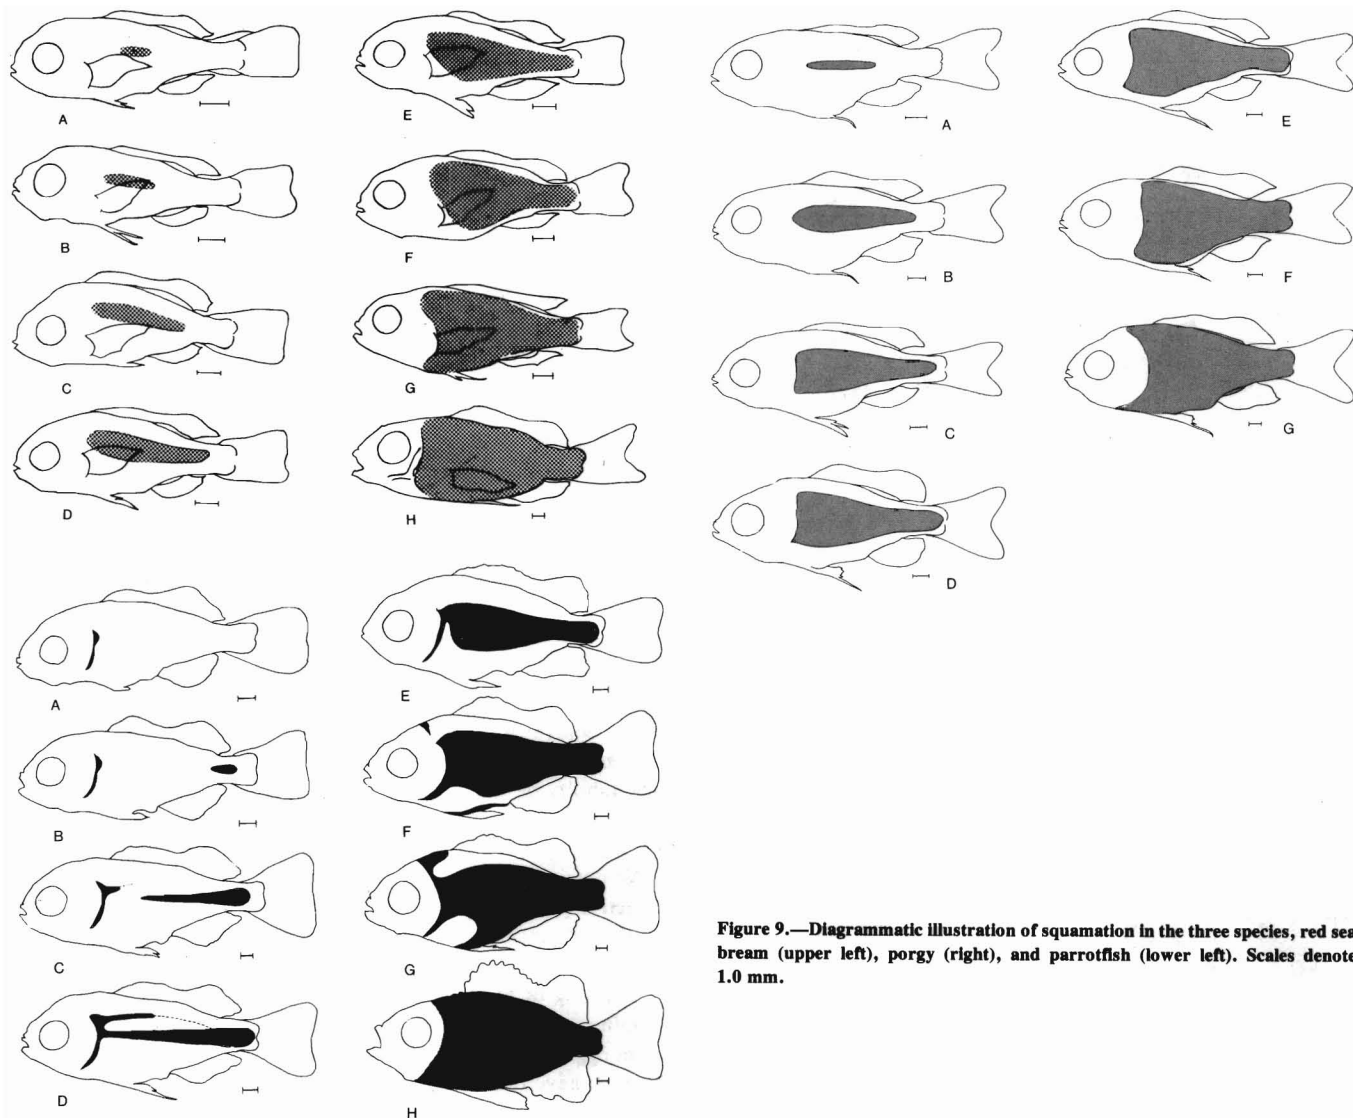 A
B
C
D
E
F
G
H
A
B
C
D
E
F
G
A
B
C
D
E
F
G
H
Figure 9.—Diagrammatic illustration of squamation in the three species, red sea
bream (upper left), porgy (right), and parrotfish (lower left). Scales denote
1.0 mm.